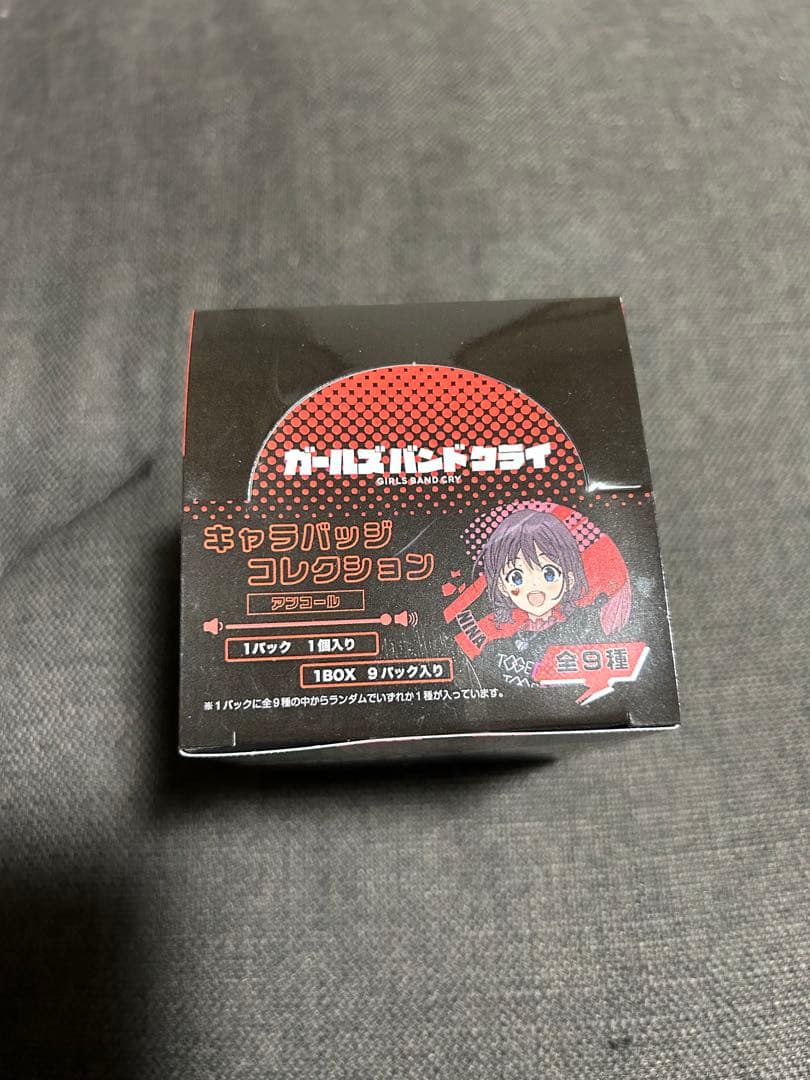 ガールズバンドクライ
GIRLS BAND CRY
キャラバッジ
コレクション
アンコール
1パック 1個入り
1BOX 9パック入り
※1パックに全9種の中からランダムでいずれか1種が入っています。
NINA
TOGE
全9種